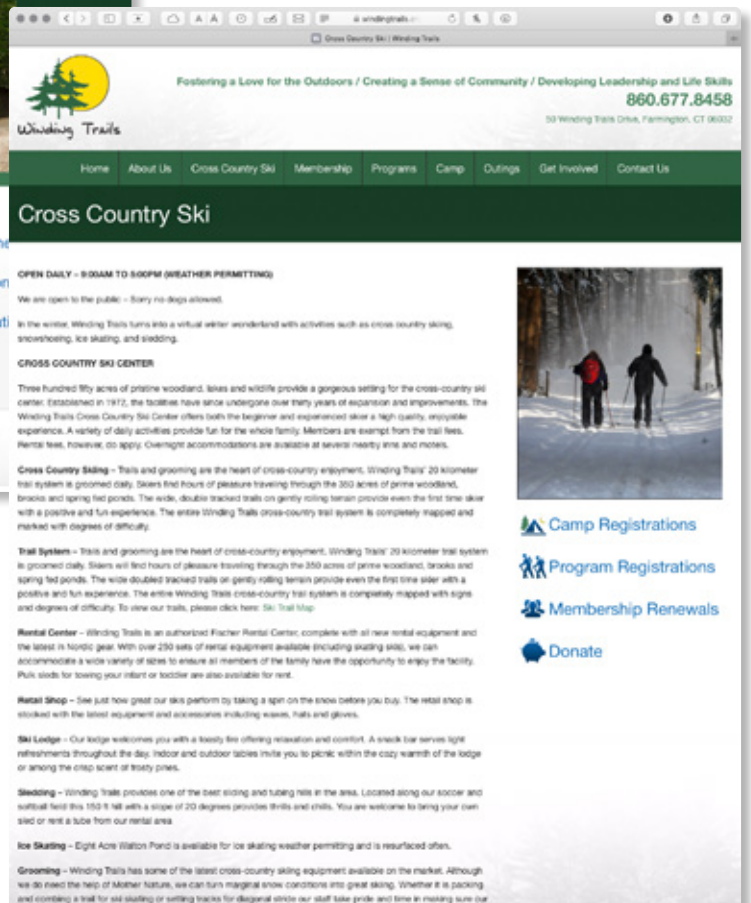 windingtrails.
Cross Country Ski | Winding Trails
Winding Trails
Fostering a Love for the Outdoors / Creating a Sense of Community / Developing Leadership and Life Skills
860.677.8458
50 Winding Trails Drive, Farmington, CT 06032
Home About Us Cross Country Ski Membership Programs Camp Outings Get Involved Contact Us
Cross Country Ski
OPEN DAILY – 9:00AM TO 5:00PM (WEATHER PERMITTING)
We are open to the public – Sorry no dogs allowed.
In the winter, Winding Trails turns into a virtual winter wonderland with activities such as cross country skiing,
snowshoeing, ice skating, and sledding.
CROSS COUNTRY SKI CENTER
Three hundred fifty acres of pristine woodland, lakes and wildlife provide a gorgeous setting for the cross-country ski
center. Established in 1972, the facilities have since undergone over thirty years of expansion and improvements. The
Winding Trails Cross Country Ski Center offers both the beginner and experienced skier a high quality, enjoyable
experience. A variety of daily activities provide fun for the whole family. Members are exempt from the trail fees.
Rental fees, however, do apply. Overnight accommodations are available at several nearby inns and motels.
Cross Country Skiing – Trails and grooming are the heart of cross-country enjoyment. Winding Trails' 20 kilometer
trail system is groomed daily. Skiers find hours of pleasure traveling through the 350 acres of prime woodland,
brooks and spring fed ponds. The wide, double tracked trails on gently rolling terrain provide even the first time skier
with a positive and fun experience. The entire Winding Trails cross-country trail system is completely mapped and
marked with degrees of difficulty.
Trail System – Trails and grooming are the heart of cross-country enjoyment. Winding Trails' 20 kilometer trail system
is groomed daily. Skiers will find hours of pleasure traveling through the 350 acres of prime woodland, brooks and
spring fed ponds. The wide doubled tracked trails on gently rolling terrain provide even the first time skier with a
positive and fun experience. The entire Winding Trails cross-country trail system is completely mapped with signs
and degrees of difficulty. To view our trails, please click here: Ski Trail Map
Rental Center – Winding Trails is an authorized Fischer Rental Center, complete with all new rental equipment and
the latest in Nordic gear. With over 250 sets of rental equipment available (including skating skis), we can
accommodate a wide variety of sizes to ensure all members of the family have the opportunity to enjoy the facility.
Pulk sleds for towing your infant or toddler are also available for rent.
Retail Shop – See just how great our skis perform by taking a spin on the snow before you buy. The retail shop is
stocked with the latest equipment and accessories including waxes, hats and gloves.
Ski Lodge – Our lodge welcomes you with a toasty fire offering relaxation and comfort. A snack bar serves light
refreshments throughout the day. Indoor and outdoor tables invite you to picnic within the cozy warmth of the lodge
or among the crisp scent of frosty pines.
Sledding – Winding Trails provides one of the best sliding and tubing hills in the area. Located along our soccer and
softball field this 150 ft hill with a slope of 20 degrees provides thrills and chills. You are welcome to bring your own
sled or rent a tube from our rental area
Ice Skating – Eight Acre Walton Pond is available for ice skating weather permitting and is resurfaced often.
Grooming – Winding Trails has some of the latest cross-country skiing equipment available on the market. Although
we do need the help of Mother Nature, we can turn marginal snow conditions into great skiing. Whether it is packing
and combing a trail for ski skating or setting tracks for diagonal stride our staff take pride and time in making sure our
Camp Registrations
Program Registrations
Membership Renewals
Donate